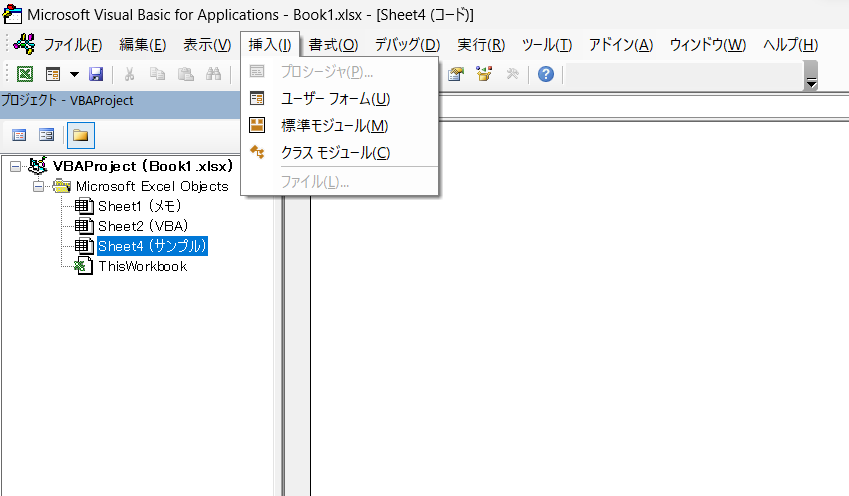 Microsoft Visual Basic for Applications - Book1.xlsx - [Sheet4 (コード)]
ファイル(F) 編集(E) 表示(V) 挿入(I) 書式(O) デバッグ(D) 実行(R) ツール(T) アドイン(A) ウィンドウ(W) ヘルプ(H)
プロシージャ(P)...
ユーザー フォーム(U)
標準モジュール(M)
クラス モジュール(C)
ファイル(L)...
プロジェクト - VBAProject
VBAProject (Book1.xlsx)
Microsoft Excel Objects
Sheet1 (メモ)
Sheet2 (VBA)
Sheet4 (サンプル)
ThisWorkbook